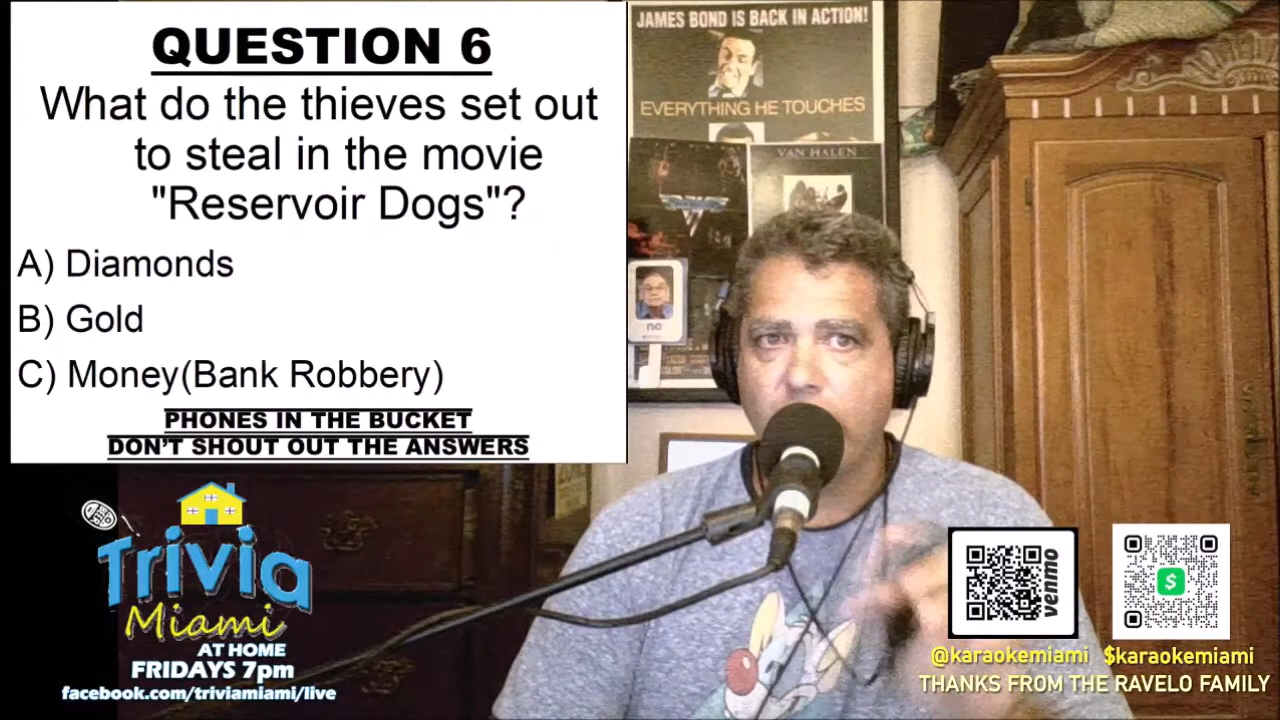 QUESTION 6
What do the thieves set out
to steal in the movie
"Reservoir Dogs"?
A) Diamonds
B) Gold
C) Money(Bank Robbery)
PHONES IN THE BUCKET
DON'T SHOUT OUT THE ANSWERS
JAMES BOND IS BACK IN ACTION!
EVERYTHING HE TOUCHES
VAN HALEN
no
Trivia
Miami
AT HOME
FRIDAYS 7pm
facebook.com/triviamiami/live
venmo
$
@karaokemiami $karaokemiami
THANKS FROM THE RAVELO FAMILY